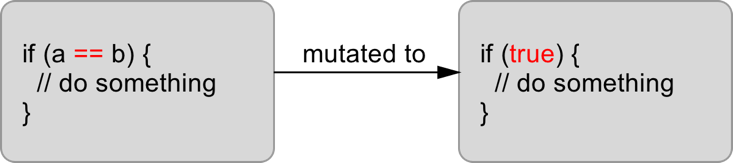 if (a == b) {
// do something
}
mutated to
if (true) {
// do something
}